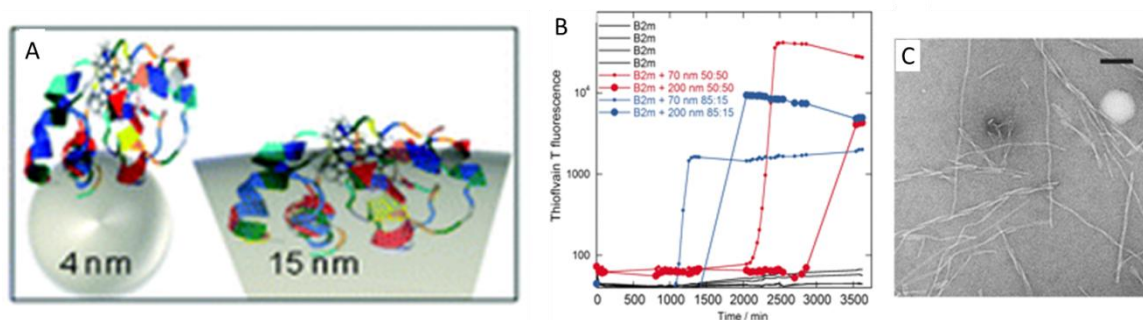 A
4 nm
15 nm
B
B2m
B2m
B2m
B2m
B2m + 70 nm 50:50
B2m + 200 nm 50:50
B2m + 70 nm 85:15
B2m + 200 nm 85:15
Thioflvain T fluorescence
10⁴
1000
100
0 500 1000 1500 2000 2500 3000 3500
Time / min
C